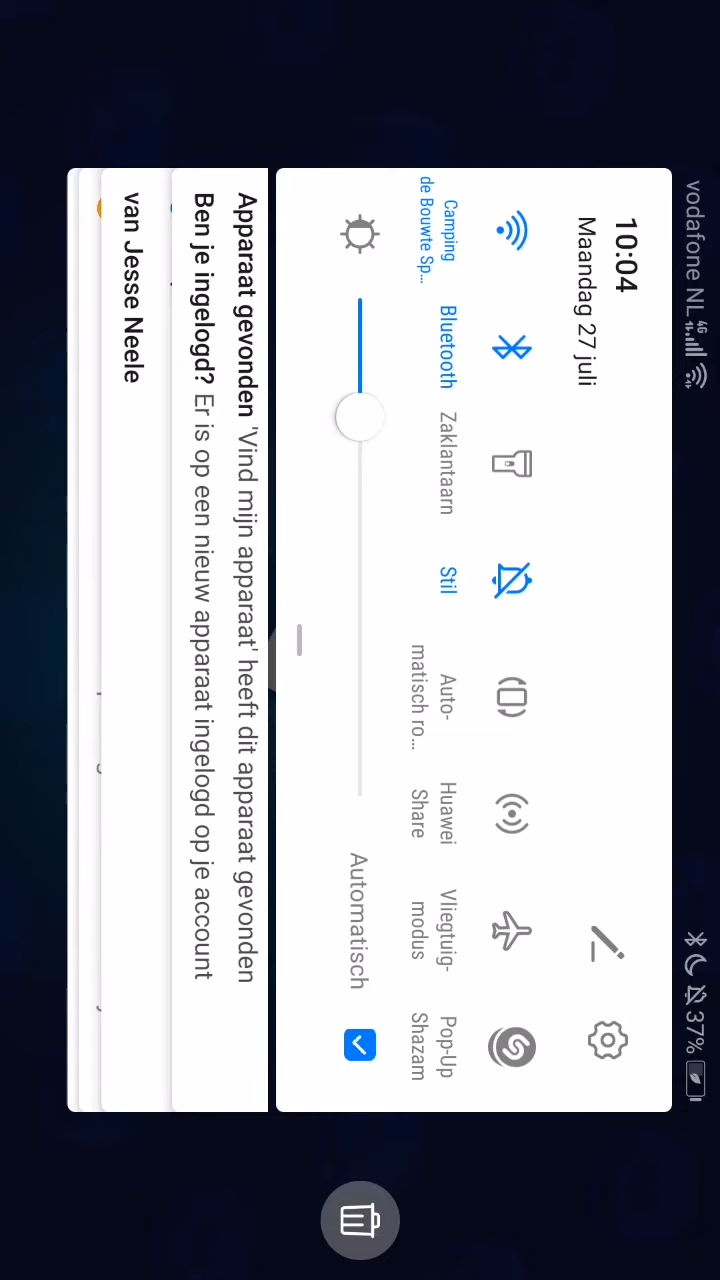 vodafone NL 4G
37%
10:04
Maandag 27 juli
Camping
de Bouwte Sp...
Bluetooth
Zaklantaarn
Stil
Auto-
matisch ro...
Huawei
Share
Vliegtuig-
modus
Pop-Up
Shazam
Automatisch
Apparaat gevonden 'Vind mijn apparaat' heeft dit apparaat gevonden
Ben je ingelogd? Er is op een nieuw apparaat ingelogd op je account
van Jesse Neele